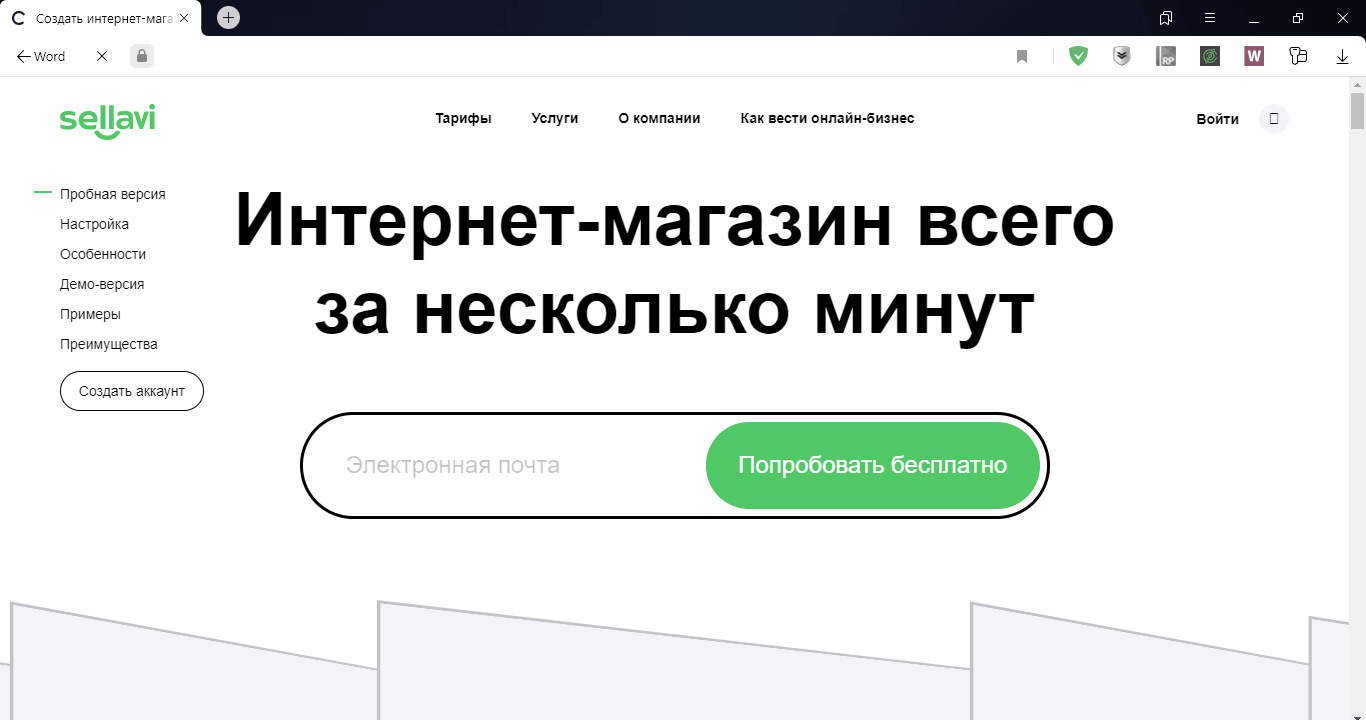 Создать интернет-мага
Word
RP
W
sellavi
Тарифы
Услуги
О компании
Как вести онлайн-бизнес
Войти
Пробная версия
Настройка
Особенности
Демо-версия
Примеры
Преимущества
Создать аккаунт
Интернет-магазин всего
за несколько минут
Электронная почта
Попробовать бесплатно